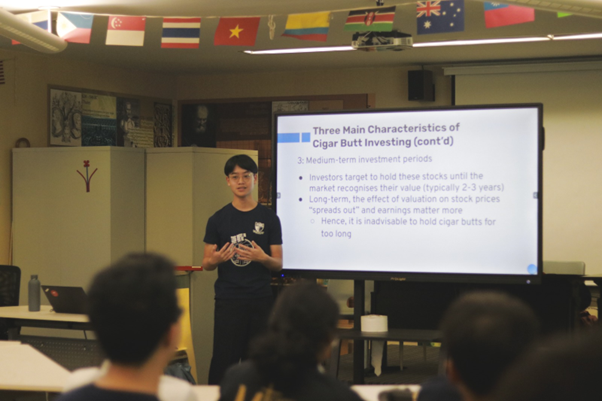 Three Main Characteristics of
Cigar Butt Investing (cont'd)
3: Medium-term investment periods
● Investors target to hold these stocks until the
market recognises their value (typically 2-3 years)
● Long-term, the effect of valuation on stock prices
"spreads out" and earnings matter more
○ Hence, it is inadvisable to hold cigar butts for
too long